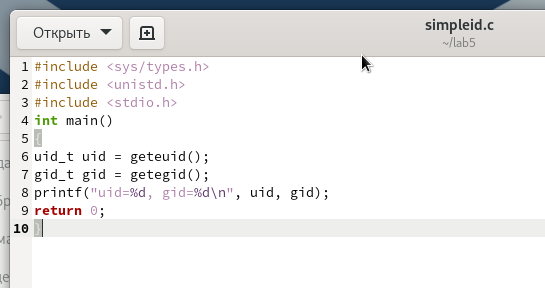 Открыть
simpleid.c
~/lab5
1 #include <sys/types.h>
2 #include <unistd.h>
3 #include <stdio.h>
4 int main()
5 {
6 uid_t uid = geteuid();
7 gid_t gid = getegid();
8 printf("uid=%d, gid=%d\n", uid, gid);
9 return 0;
10 }